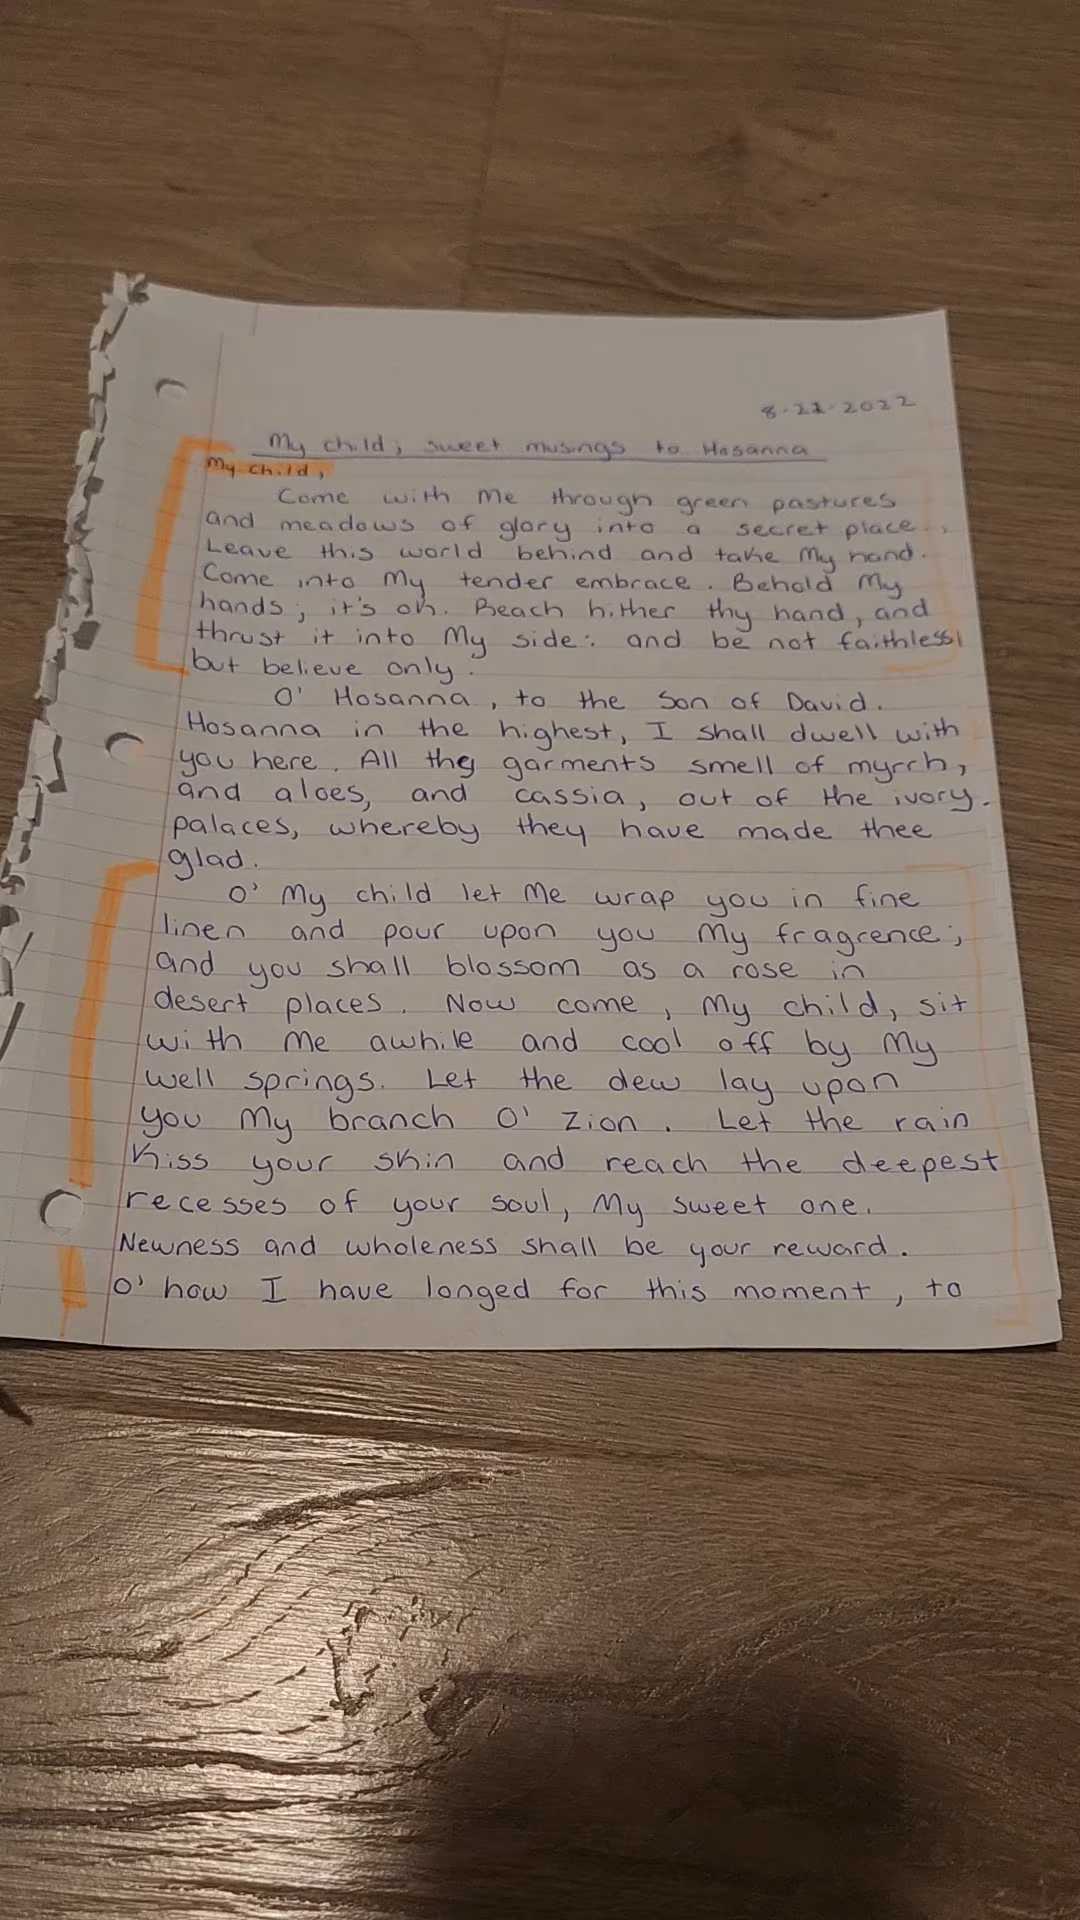 8-22-2022
My child; sweet musings to Hosanna
My child,
Come with Me through green pastures
and meadows of glory into a secret place.
Leave this world behind and take My hand.
Come into My tender embrace. Behold My
hands; it's oh. Reach hither thy hand, and
thrust it into My side: and be not faithless,
but believe only.
O' Hosanna, to the Son of David.
Hosanna in the highest, I shall dwell with
you here. All thy garments smell of myrrh,
and aloes, and cassia, out of the ivory
palaces, whereby they have made thee
glad.
O' My child let Me wrap you in fine
linen and pour upon you My fragrence;
and you shall blossom as a rose in
desert places. Now come, My child, sit
with Me awhile and cool off by My
well springs. Let the dew lay upon
you My branch O' Zion. Let the rain
kiss your skin and reach the deepest
recesses of your soul, My sweet one.
Newness and wholeness shall be your reward.
O' how I have longed for this moment, to